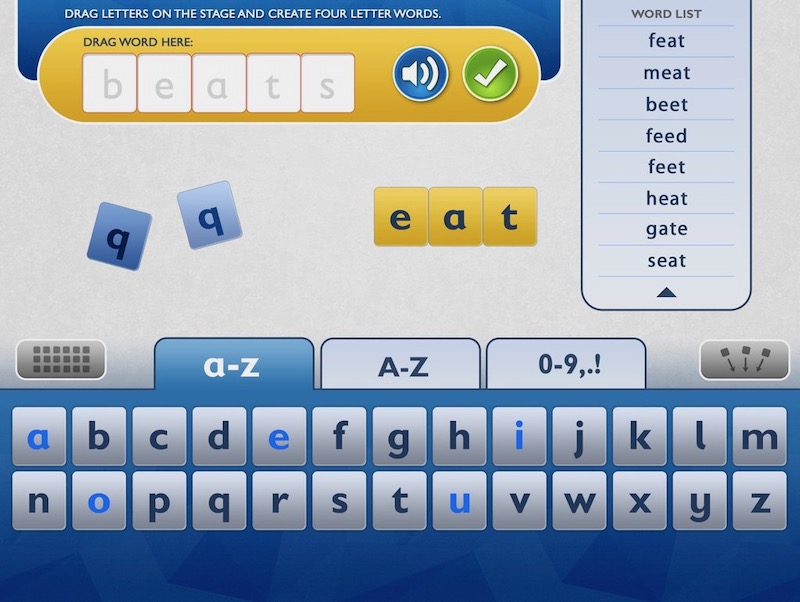 DRAG LETTERS ON THE STAGE AND CREATE FOUR LETTER WORDS.
DRAG WORD HERE:
b e a t s
WORD LIST
feat
meat
beet
feed
feet
heat
gate
seat
q q
e a t
a-z A-Z 0-9,.!
a b c d e f g h i j k l m
n o p q r s t u v w x y z